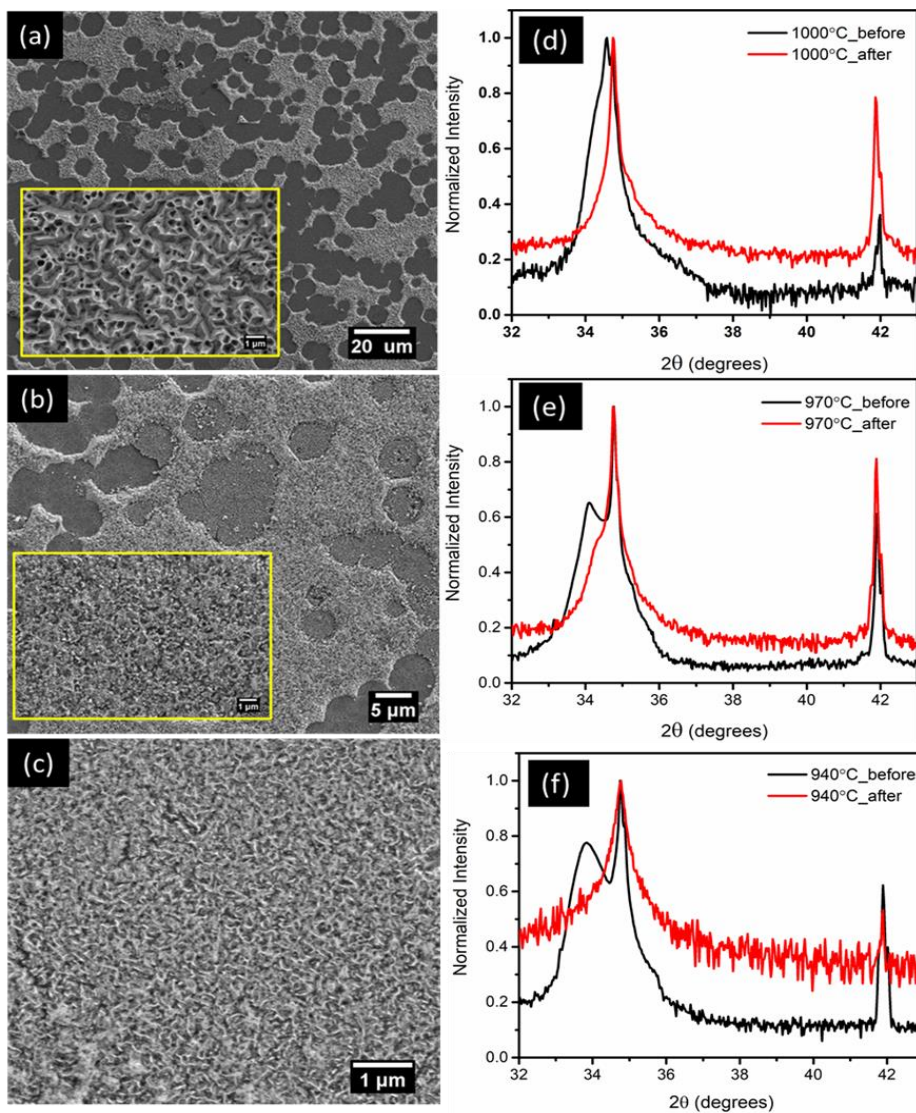 (a)
20 um
1 µm
(b)
5 µm
1 µm
(c)
1 µm
(d)
1000°C_before
1000°C_after
Normalized Intensity
1.0
0.8
0.6
0.4
0.2
0.0
32 34 36 38 40 42
2θ (degrees)
(e)
970°C_before
970°C_after
Normalized Intensity
1.0
0.8
0.6
0.4
0.2
0.0
32 34 36 38 40 42
2θ (degrees)
(f)
940°C_before
940°C_after
Normalized Intensity
1.0
0.8
0.6
0.4
0.2
0.0
32 34 36 38 40 42
2θ (degrees)